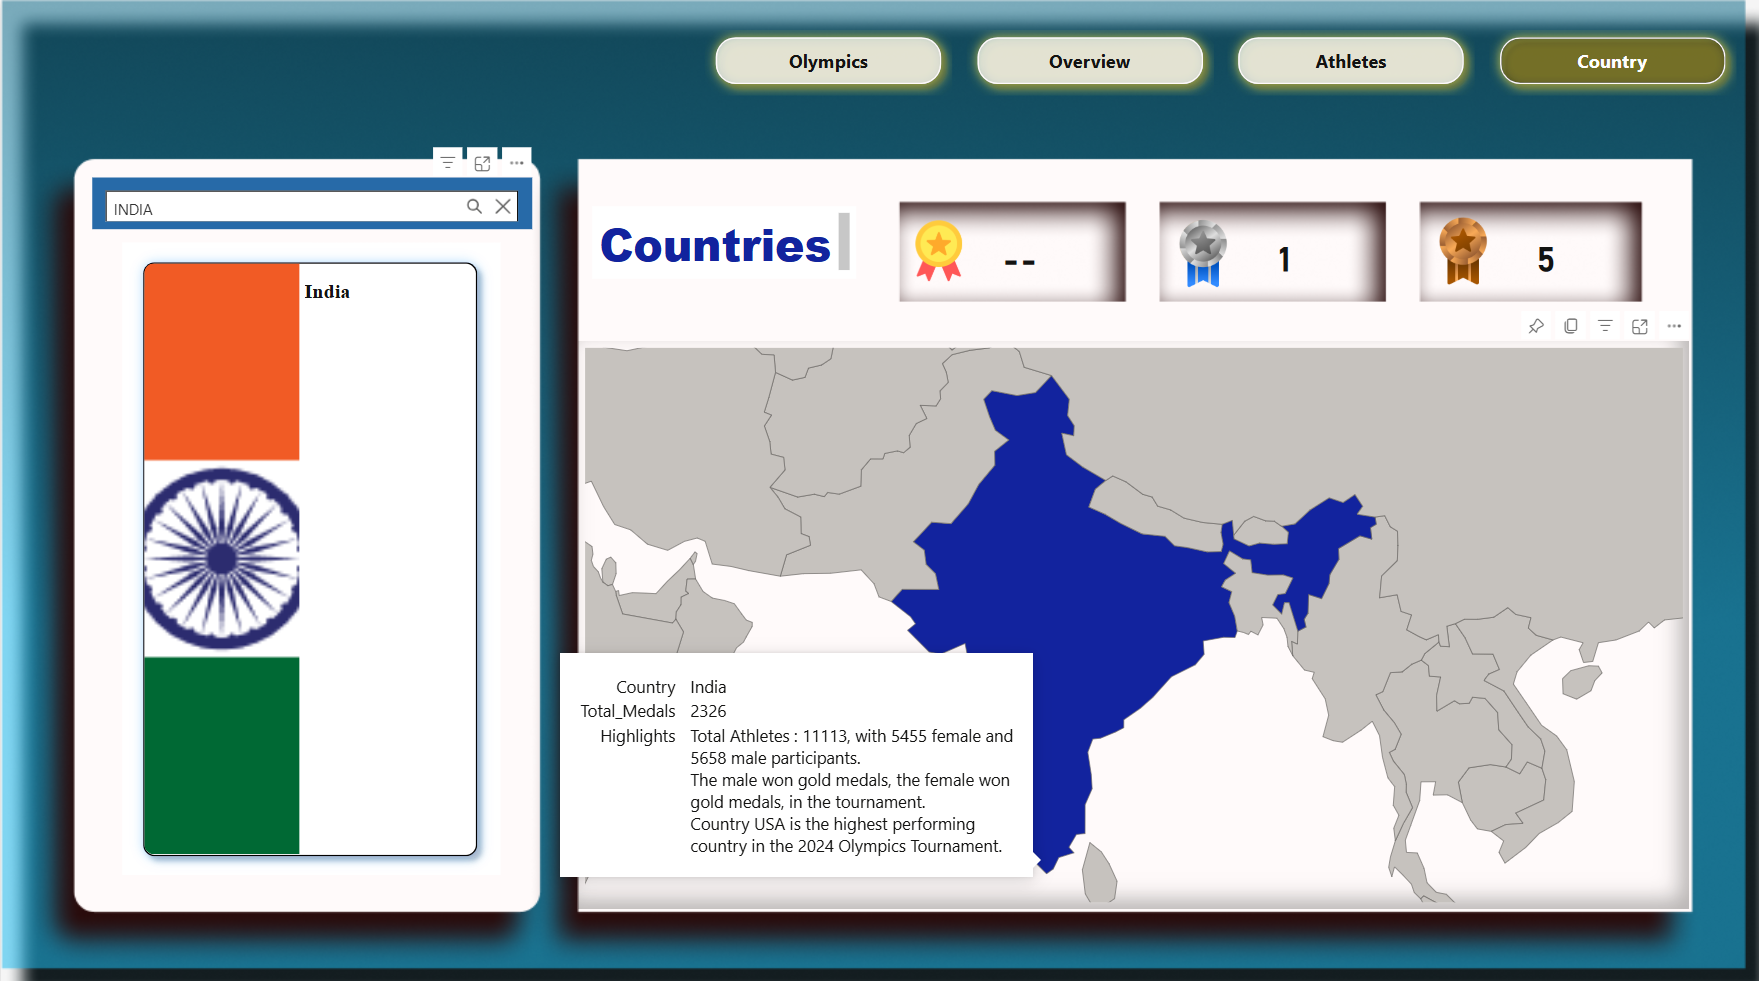 Olympics
Overview
Athletes
Country
INDIA
India
Countries
--
1
5
Country India
Total_Medals 2326
Highlights Total Athletes : 11113, with 5455 female and
5658 male participants.
The male won gold medals, the female won
gold medals, in the tournament.
Country USA is the highest performing
country in the 2024 Olympics Tournament.